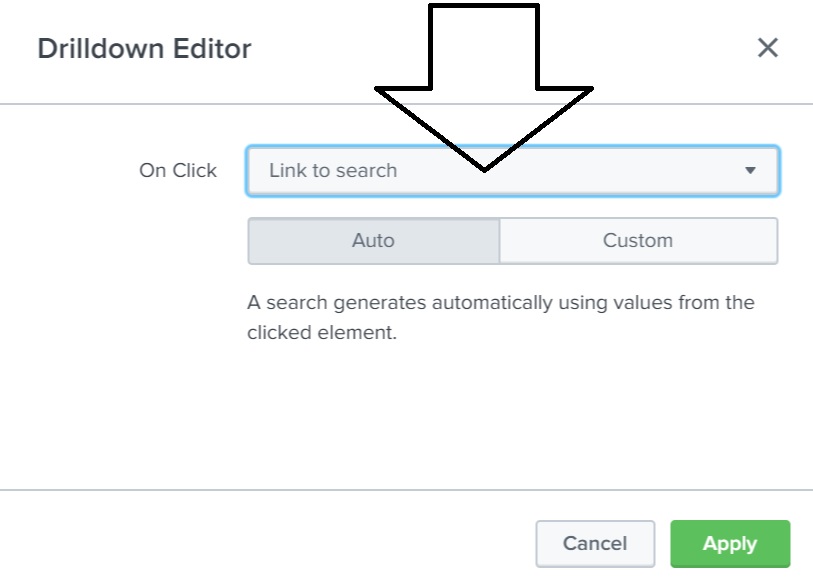 Drilldown Editor
On Click
Link to search
Auto
Custom
A search generates automatically using values from the
clicked element.
Cancel
Apply